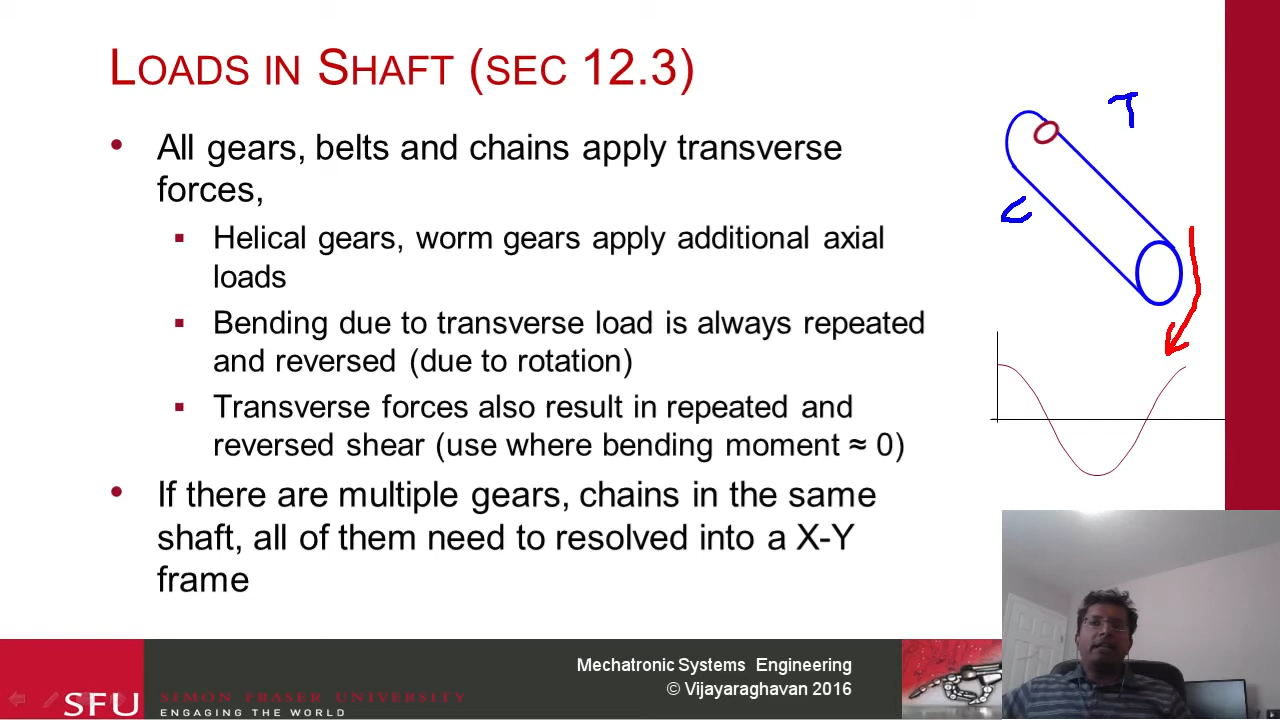 LOADS IN SHAFT (SEC 12.3)
• All gears, belts and chains apply transverse
forces,
▪ Helical gears, worm gears apply additional axial
loads
▪ Bending due to transverse load is always repeated
and reversed (due to rotation)
▪ Transverse forces also result in repeated and
reversed shear (use where bending moment ≈ 0)
• If there are multiple gears, chains in the same
shaft, all of them need to resolved into a X-Y
frame
T
C
Mechatronic Systems Engineering
© Vijayaraghavan 2016
SFU
SIMON FRASER UNIVERSITY
ENGAGING THE WORLD